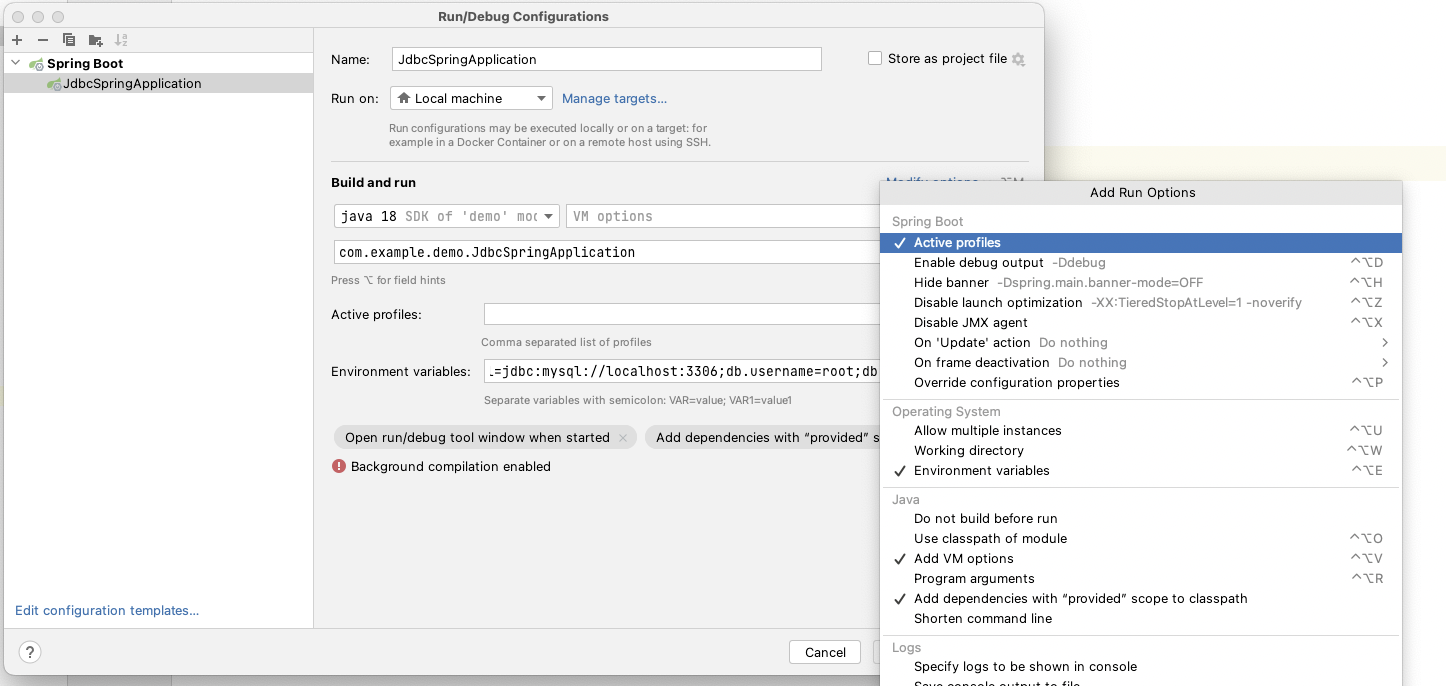 Run/Debug Configurations
Spring Boot
JdbcSpringApplication
Edit configuration templates...
Name:
JdbcSpringApplication
Store as project file
Run on:
Local machine
Manage targets...
Run configurations may be executed locally or on a target: for
example in a Docker Container or on a remote host using SSH.
Build and run
Modify options
⌥M
java 18 SDK of 'demo' moc
VM options
com.example.demo.JdbcSpringApplication
Press ⌥ for field hints
Active profiles:
Comma separated list of profiles
Environment variables:
=jdbc:mysql://localhost:3306;db.username=root;db
Separate variables with semicolon: VAR=value; VAR1=value1
Open run/debug tool window when started ×
Add dependencies with “provided” s
Background compilation enabled
?
Cancel
Add Run Options
Spring Boot
✓ Active profiles
Enable debug output -Ddebug ^⌥D
Hide banner -Dspring.main.banner-mode=OFF ^⌥H
Disable launch optimization -XX:TieredStopAtLevel=1 -noverify ^⌥Z
Disable JMX agent ^⌥X
On 'Update' action Do nothing >
On frame deactivation Do nothing >
Override configuration properties ^⌥P
Operating System
Allow multiple instances ^⌥U
Working directory ^⌥W
✓ Environment variables ^⌥E
Java
Do not build before run
Use classpath of module ^⌥O
✓ Add VM options ^⌥V
Program arguments ^⌥R
✓ Add dependencies with “provided” scope to classpath
Shorten command line
Logs
Specify logs to be shown in console
Save console output to file